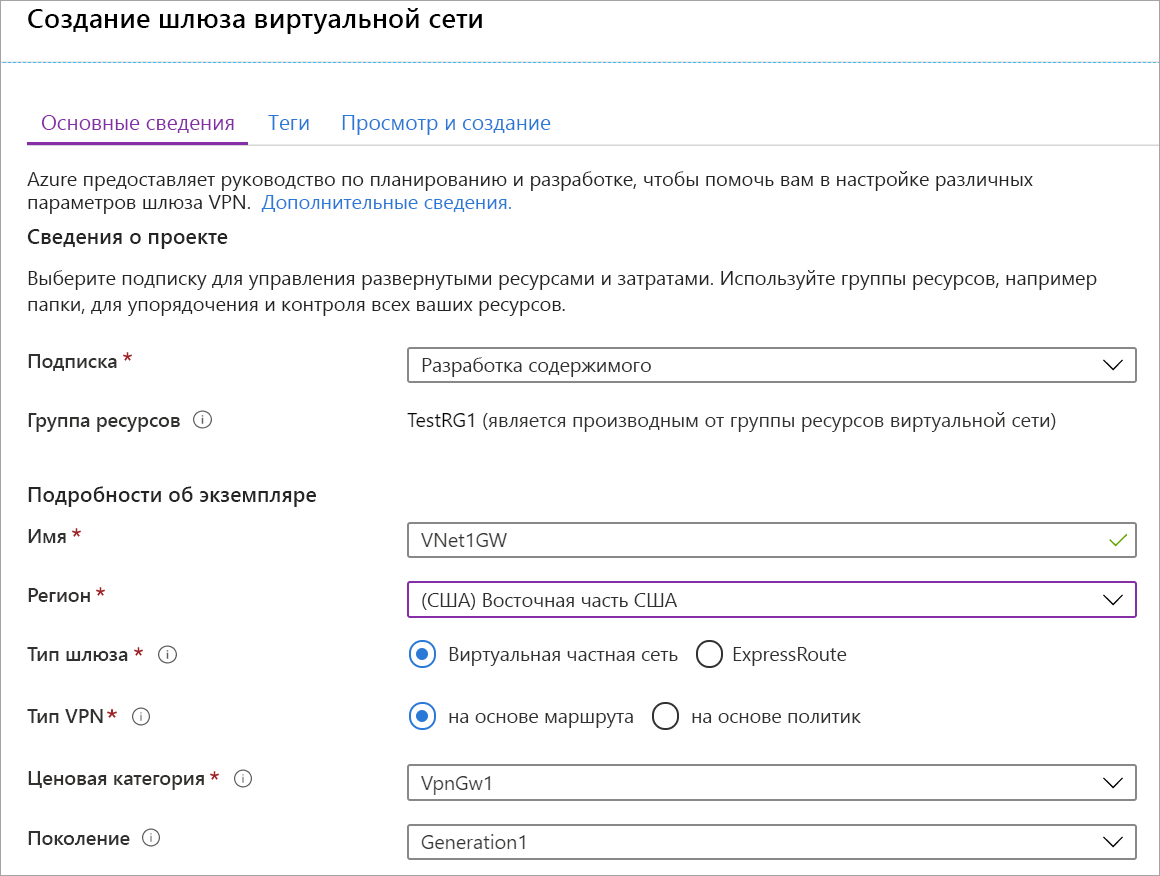 Создание шлюза виртуальной сети
Основные сведения Теги Просмотр и создание
Azure предоставляет руководство по планированию и разработке, чтобы помочь вам в настройке различных
параметров шлюза VPN. Дополнительные сведения.
Сведения о проекте
Выберите подписку для управления развернутыми ресурсами и затратами. Используйте группы ресурсов, например
папки, для упорядочения и контроля всех ваших ресурсов.
Подписка * Разработка содержимого
Группа ресурсов TestRG1 (является производным от группы ресурсов виртуальной сети)
Подробности об экземпляре
Имя * VNet1GW
Регион * (США) Восточная часть США
Тип шлюза * Виртуальная частная сеть ExpressRoute
Тип VPN* на основе маршрута на основе политик
Ценовая категория * VpnGw1
Поколение Generation1